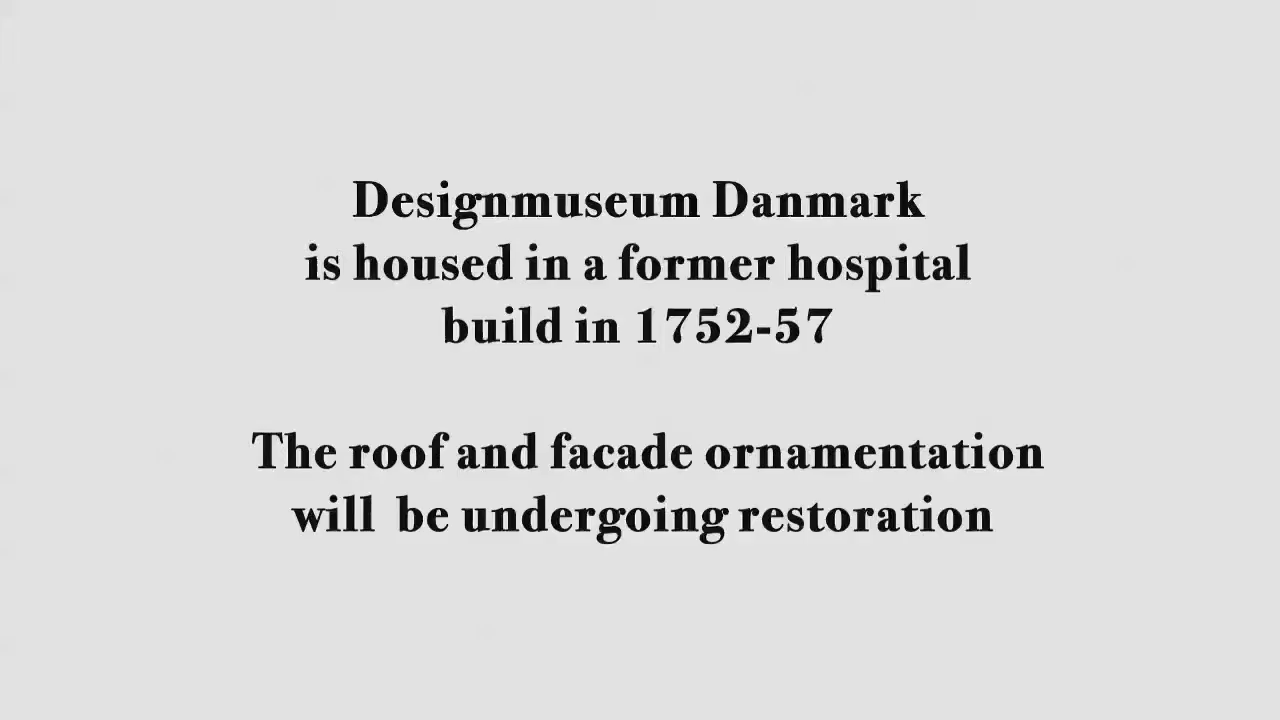 Designmuseum Danmark
is housed in a former hospital
build in 1752-57
The roof and facade ornamentation
will  be undergoing restoration